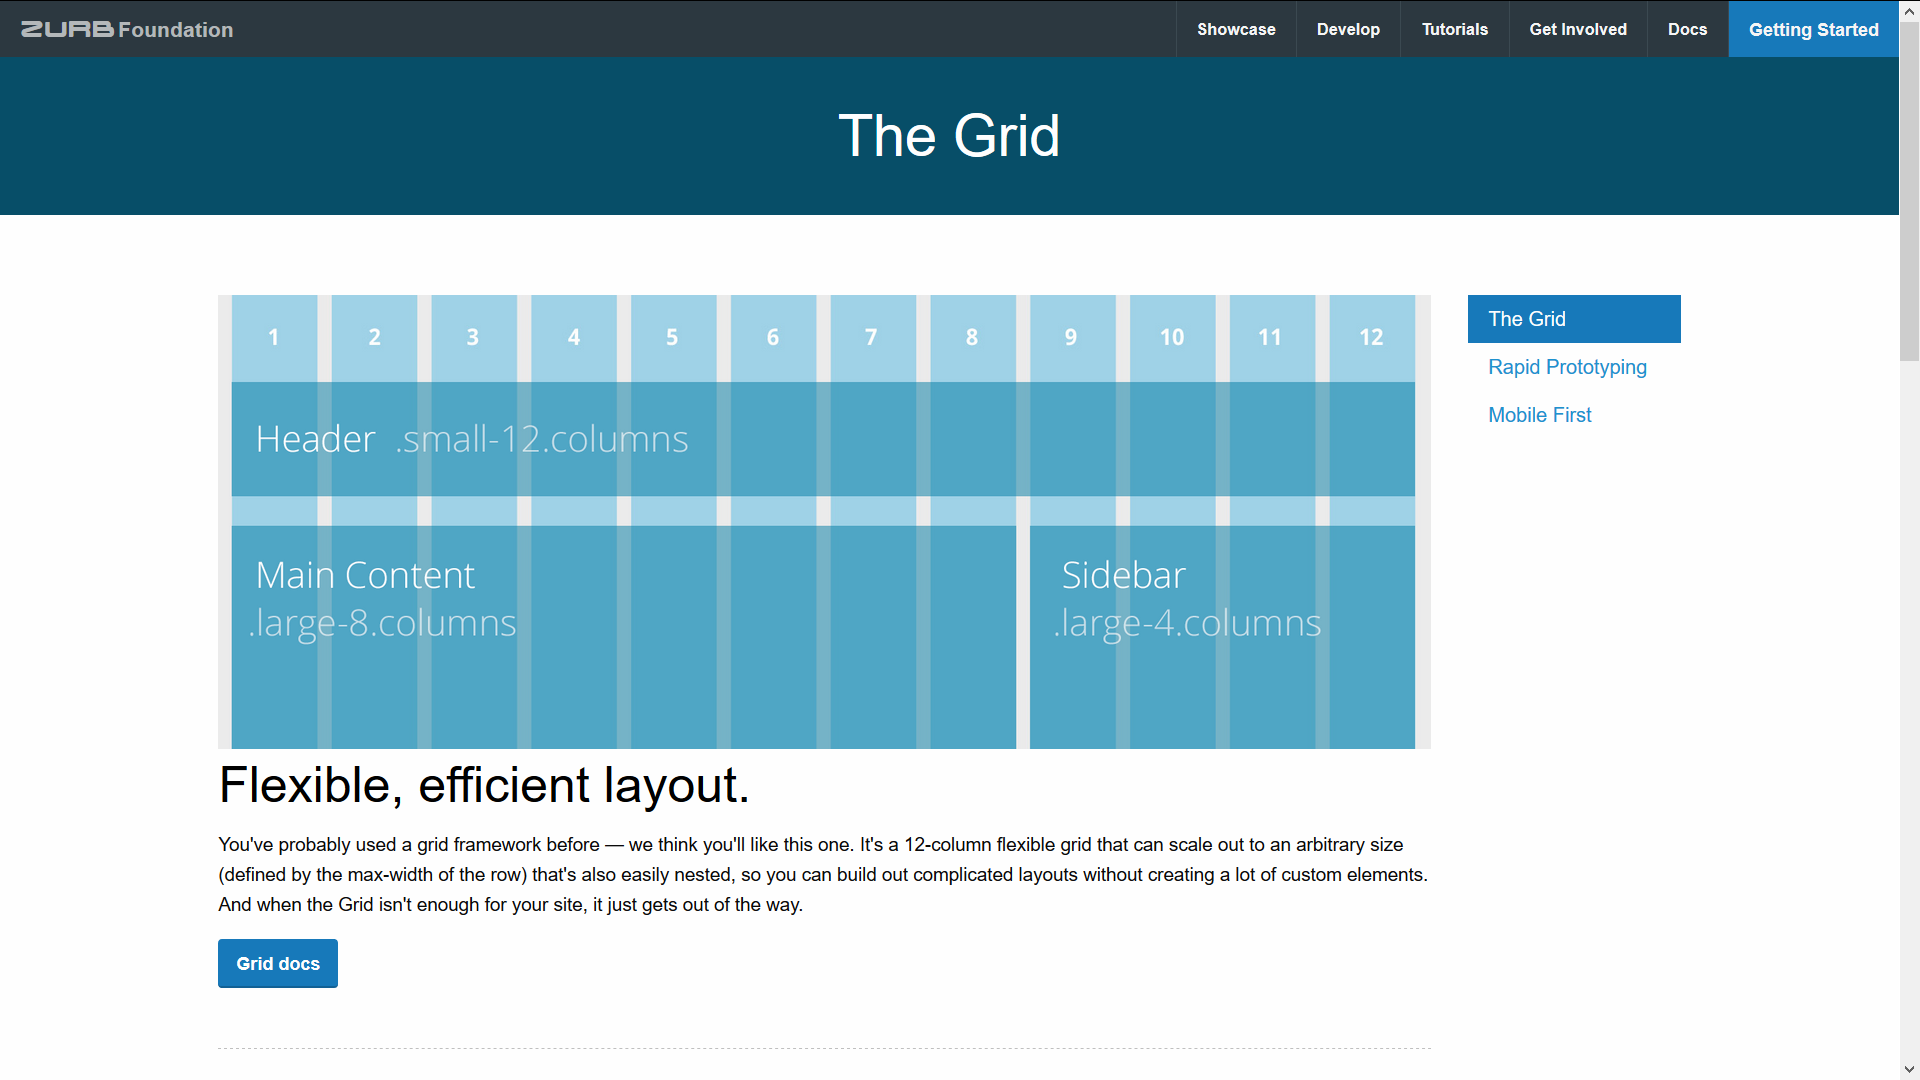 ZURB Foundation
Showcase
Develop
Tutorials
Get Involved
Docs
Getting Started
The Grid
1 2 3 4 5 6 7 8 9 10 11 12
Header .small-12.columns
Main Content
.large-8.columns
Sidebar
.large-4.columns
The Grid
Rapid Prototyping
Mobile First
Flexible, efficient layout.
You've probably used a grid framework before — we think you'll like this one. It's a 12-column flexible grid that can scale out to an arbitrary size
(defined by the max-width of the row) that's also easily nested, so you can build out complicated layouts without creating a lot of custom elements.
And when the Grid isn't enough for your site, it just gets out of the way.
Grid docs